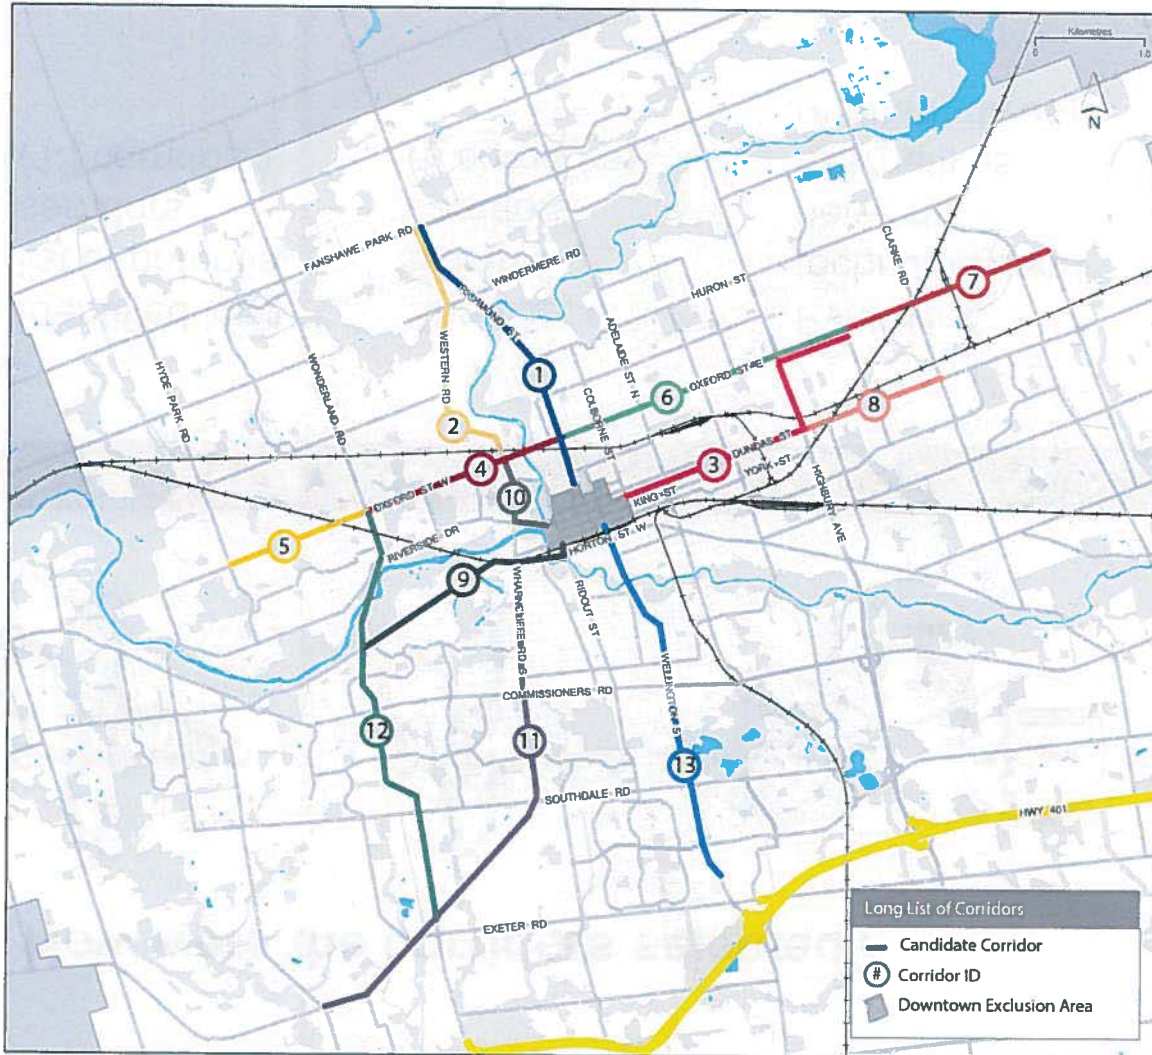 Kilometres
0 1.0
N
FANSHAWE PARK RD
WINDERMERE RD
CLARKE RD
HURON ST
7
RICHMOND ST
ADELAIDE ST N
WESTERN RD
HYDE PARK RD
WONDERLAND RD
1
OXFORD ST E
6
COLBORNE ST
8
2
DUNDAS ST
3
YORK ST
4
HIGHBURY AVE
10
KING ST
OXFORD ST W
RIVERSIDE DR
HORTON ST W
5
9
WHARNCLIFFE RD S
RIDOUT ST
WELLINGTON ST
COMMISSIONERS RD
12
11
13
SOUTHDALE RD
HWY 401
EXETER RD
Long List of Corridors
Candidate Corridor
# Corridor ID
Downtown Exclusion Area